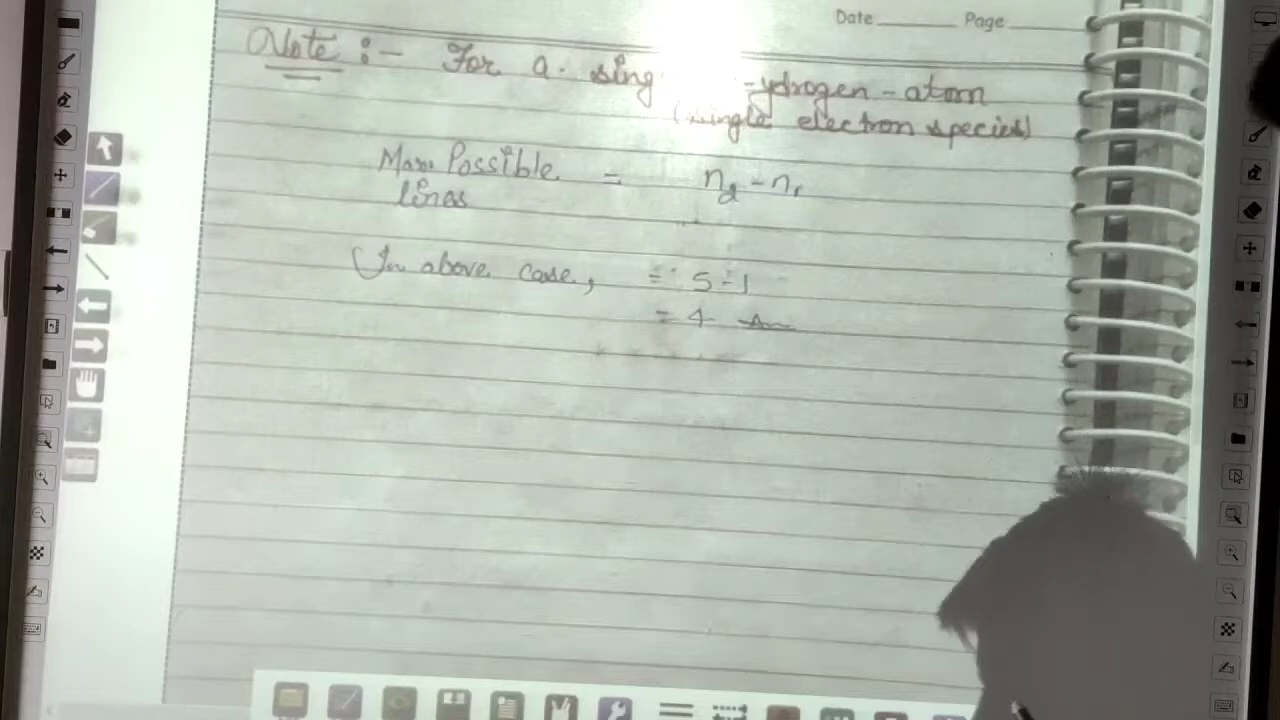 Date Page
Note :- For a sing ydrogen-atom
(single electron species)
Max. Possible = n₂ - n₁
lines
In above case, = 5-1
= 4 Ans